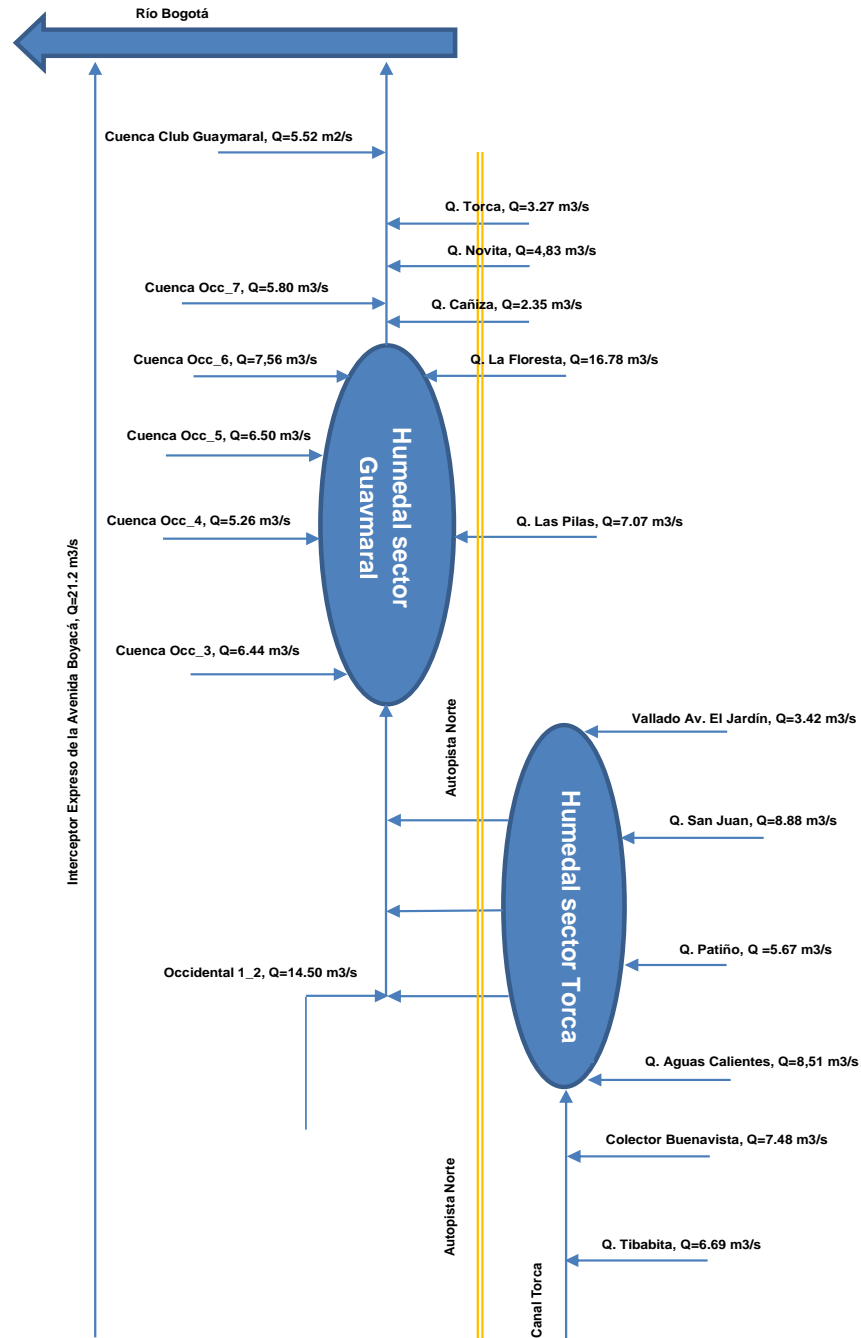 Río Bogotá
Cuenca Club Guaymaral, Q=5.52 m2/s
Q. Torca, Q=3.27 m3/s
Q. Novita, Q=4,83 m3/s
Cuenca Occ_7, Q=5.80 m3/s
Q. Cañiza, Q=2.35 m3/s
Cuenca Occ_6, Q=7,56 m3/s
Q. La Floresta, Q=16.78 m3/s
Cuenca Occ_5, Q=6.50 m3/s
Humedal sector
Guaymaral
Cuenca Occ_4, Q=5.26 m3/s
Q. Las Pilas, Q=7.07 m3/s
Interceptor Expreso de la Avenida Boyacá, Q=21.2 m3/s
Cuenca Occ_3, Q=6.44 m3/s
Autopista Norte
Vallado Av. El Jardín, Q=3.42 m3/s
Q. San Juan, Q=8.88 m3/s
Humedal sector Torca
Q. Patiño, Q =5.67 m3/s
Occidental 1_2, Q=14.50 m3/s
Q. Aguas Calientes, Q=8,51 m3/s
Colector Buenavista, Q=7.48 m3/s
Autopista Norte
Q. Tibabita, Q=6.69 m3/s
Canal Torca